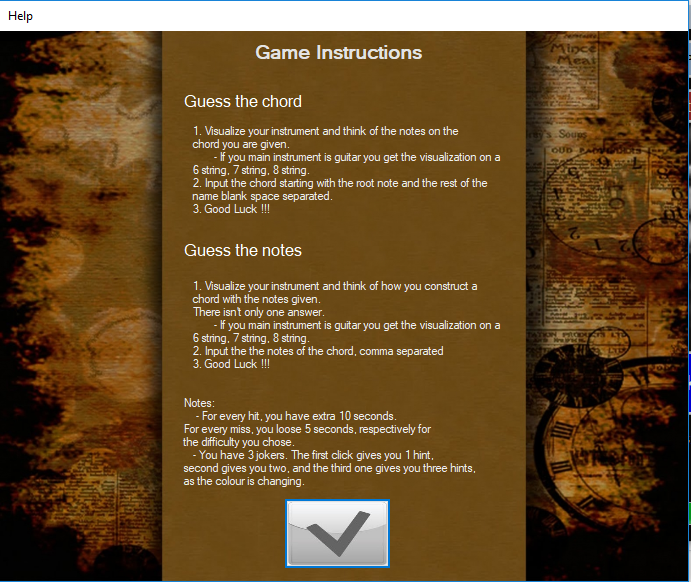 Help
Game Instructions
Guess the chord
1. Visualize your instrument and think of the notes on the
chord you are given.
- If you main instrument is guitar you get the visualization on a
6 string, 7 string, 8 string.
2. Input the chord starting with the root note and the rest of the
name blank space separated.
3. Good Luck !!!
Guess the notes
1. Visualize your instrument and think of how you construct a
chord with the notes given.
There isn't only one answer.
- If you main instrument is guitar you get the visualization on a
6 string, 7 string, 8 string.
2. Input the the notes of the chord, comma separated
3. Good Luck !!!
Notes:
- For every hit, you have extra 10 seconds.
For every miss, you loose 5 seconds, respectively for
the difficulty you chose.
- You have 3 jokers. The first click gives you 1 hint,
second gives you two, and the third one gives you three hints,
as the colour is changing.
Mince
Meat